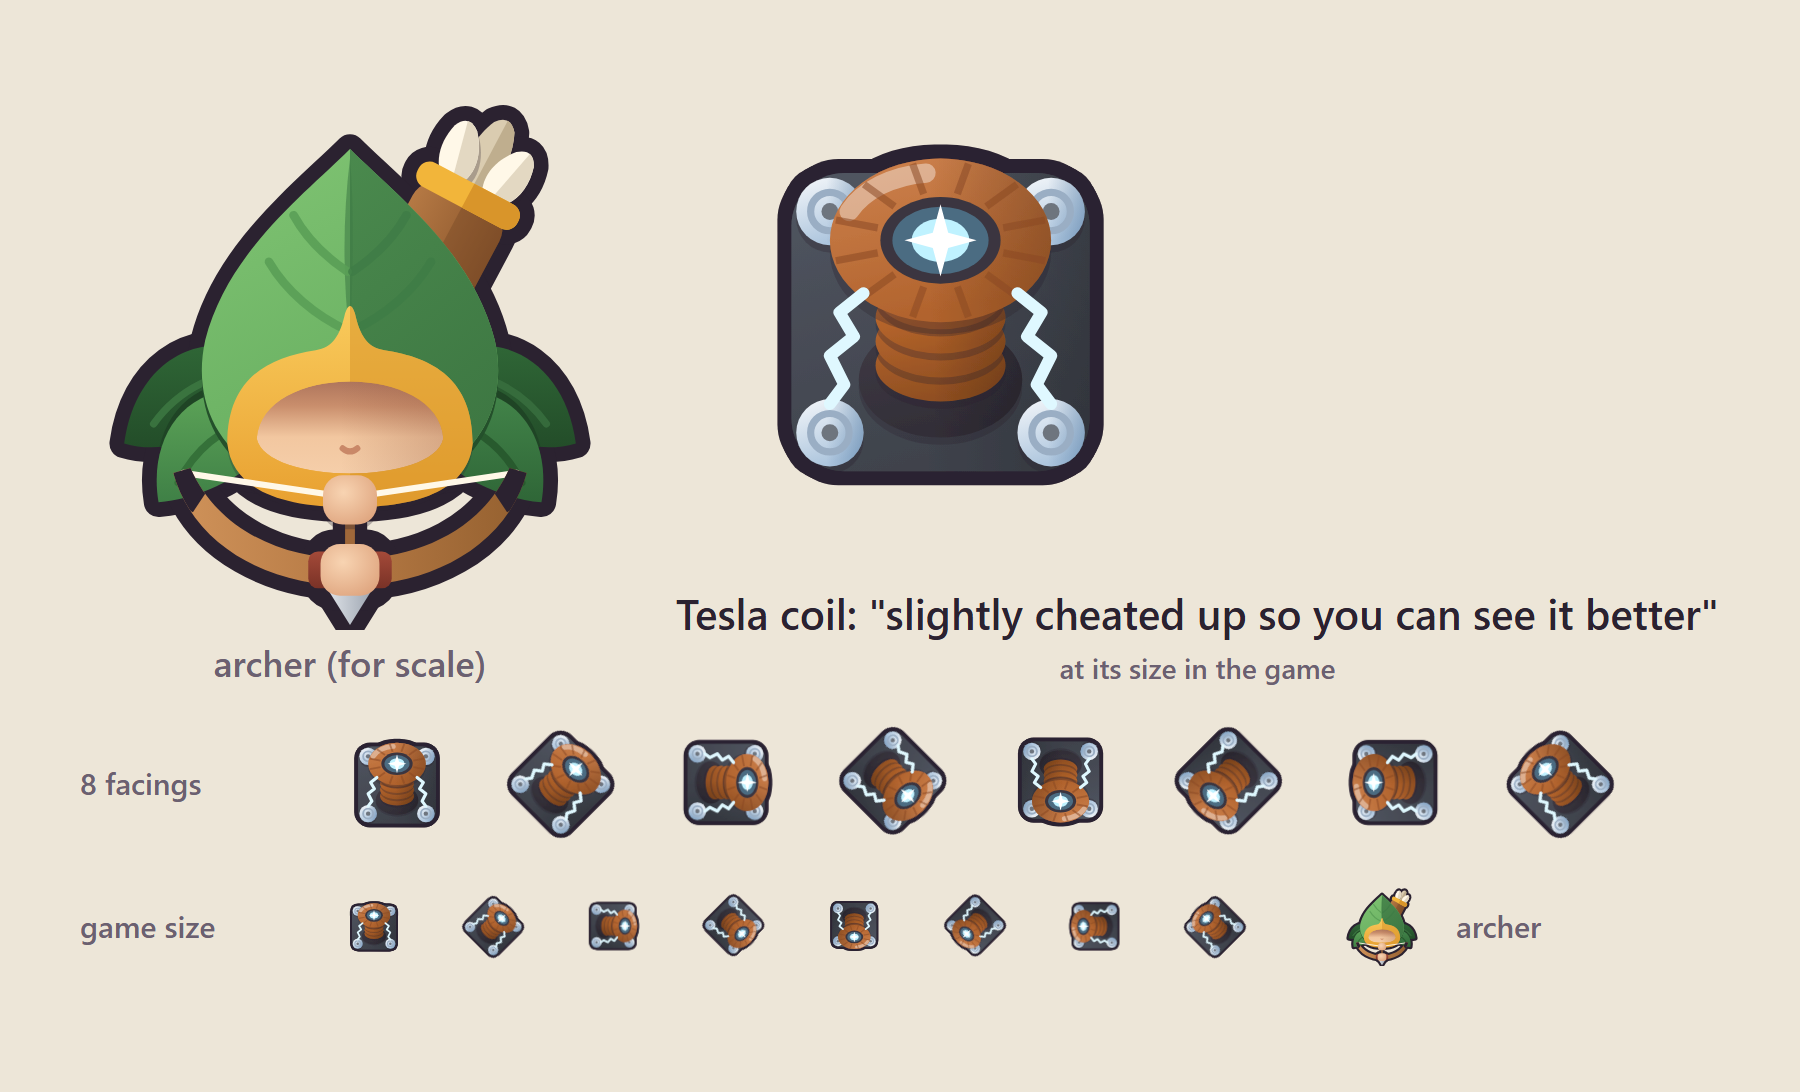 Tesla coil: "slightly cheated up so you can see it better"
archer (for scale)
at its size in the game
8 facings
game size
archer